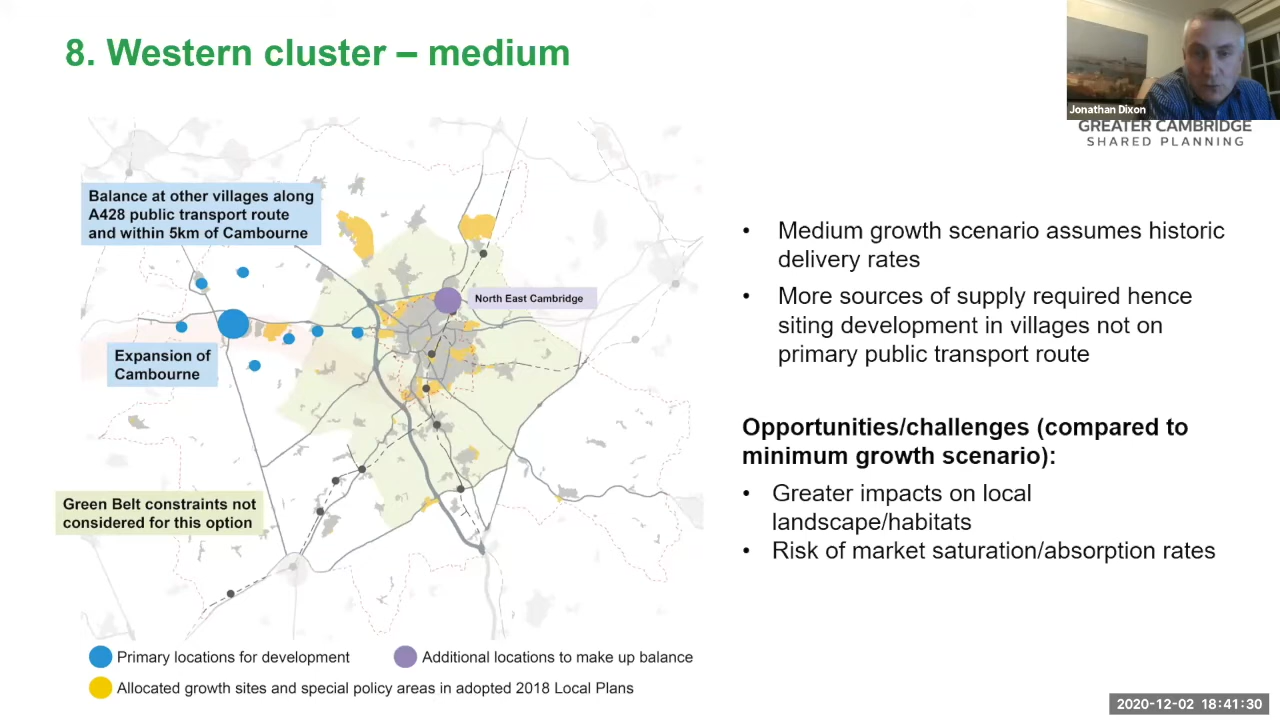 8. Western cluster – medium
Jonathan Dixon
GREATER CAMBRIDGE
SHARED PLANNING
Balance at other villages along
A428 public transport route
and within 5km of Cambourne
North East Cambridge
Expansion of
Cambourne
Green Belt constraints not
considered for this option
• Medium growth scenario assumes historic
delivery rates
• More sources of supply required hence
siting development in villages not on
primary public transport route
Opportunities/challenges (compared to
minimum growth scenario):
• Greater impacts on local
landscape/habitats
• Risk of market saturation/absorption rates
Primary locations for development
Additional locations to make up balance
Allocated growth sites and special policy areas in adopted 2018 Local Plans
2020-12-02 18:41:30